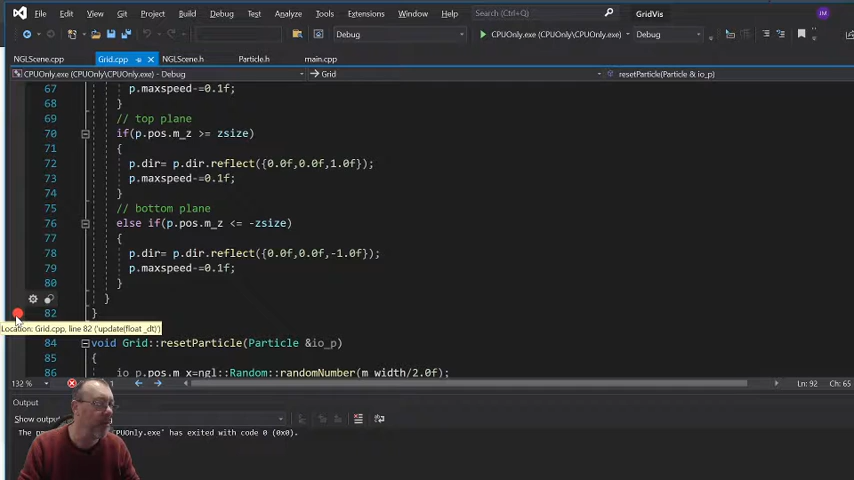 File Edit View Git Project Build Debug Test Analyze Tools Extensions Window Help Search (Ctrl+Q) GridVis JM
Debug CPUOnly.exe (CPUOnly\CPUOnly.exe) Debug
NGLScene.cpp Grid.cpp NGLScene.h Particle.h main.cpp
CPUOnly.exe (CPUOnly\CPUOnly.exe) - Debug Grid resetParticle(Particle & io_p)
67 p.maxspeed-=0.1f;
68 }
69 // top plane
70 if(p.pos.m_z >= zsize)
71 {
72 p.dir= p.dir.reflect({0.0f,0.0f,1.0f});
73 p.maxspeed-=0.1f;
74 }
75 // bottom plane
76 else if(p.pos.m_z <= -zsize)
77 {
78 p.dir= p.dir.reflect({0.0f,0.0f,-1.0f});
79 p.maxspeed-=0.1f;
80 }
}
82 }
Location: Grid.cpp, line 82 ('update(float _dt)')
84 void Grid::resetParticle(Particle &io_p)
85 {
86 io_p.pos.m_x=ngl::Random::randomNumber(m_width/2.0f);
132 % Ln: 92 Ch: 65
Output
Show outpu
The pa PUOnly.exe' has exited with code 0 (0x0).